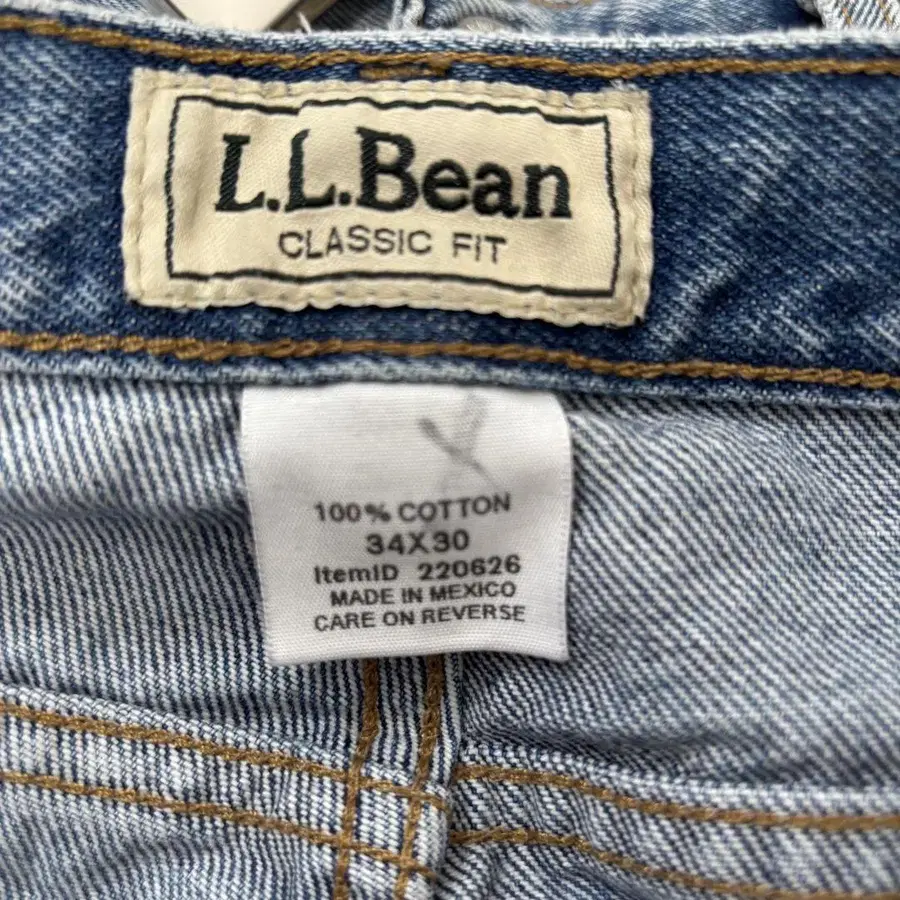 L.L.Bean
CLASSIC FIT
100% COTTON
34X30
ItemID 220626
MADE IN MEXICO
CARE ON REVERSE